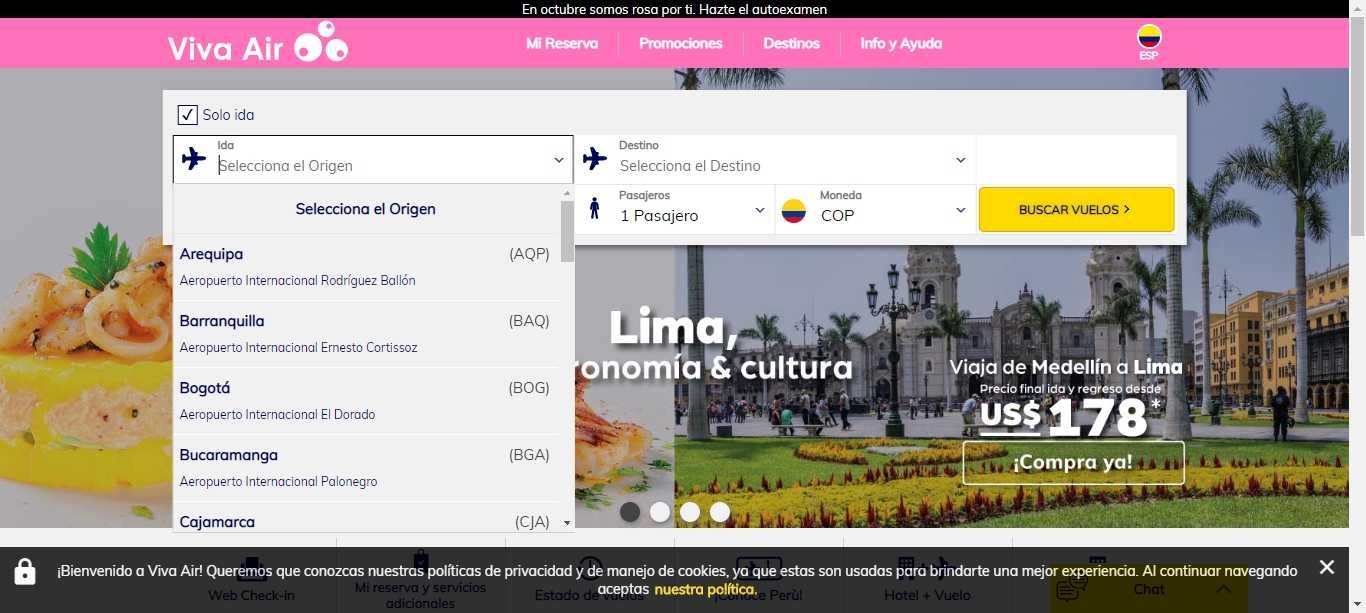 En octubre somos rosa por ti. Hazte el autoexamen
Viva Air
Mi Reserva
Promociones
Destinos
Info y Ayuda
ESP
Solo ida
Ida
Selecciona el Origen
Destino
Selecciona el Destino
Pasajeros
1 Pasajero
Moneda
COP
BUSCAR VUELOS
Selecciona el Origen
Arequipa (AQP)
Aeropuerto Internacional Rodríguez Ballón
Barranquilla (BAQ)
Aeropuerto Internacional Ernesto Cortissoz
Bogotá (BOG)
Aeropuerto Internacional El Dorado
Bucaramanga (BGA)
Aeropuerto Internacional Palonegro
Cajamarca (CJA)
Lima,
ronomía & cultura
Viaja de Medellín a Lima
Precio final ida y regreso desde
US$ 178*
¡Compra ya!
¡Bienvenido a Viva Air! Queremos que conozcas nuestras políticas de privacidad y de manejo de cookies, ya que estas son usadas para brindarte una mejor experiencia. Al continuar navegando
aceptas nuestra política.
Web Check-in
Mi reserva y servicios
adicionales
Estado de vuelos
¡Conoce Perú!
Hotel + Vuelo
Chat